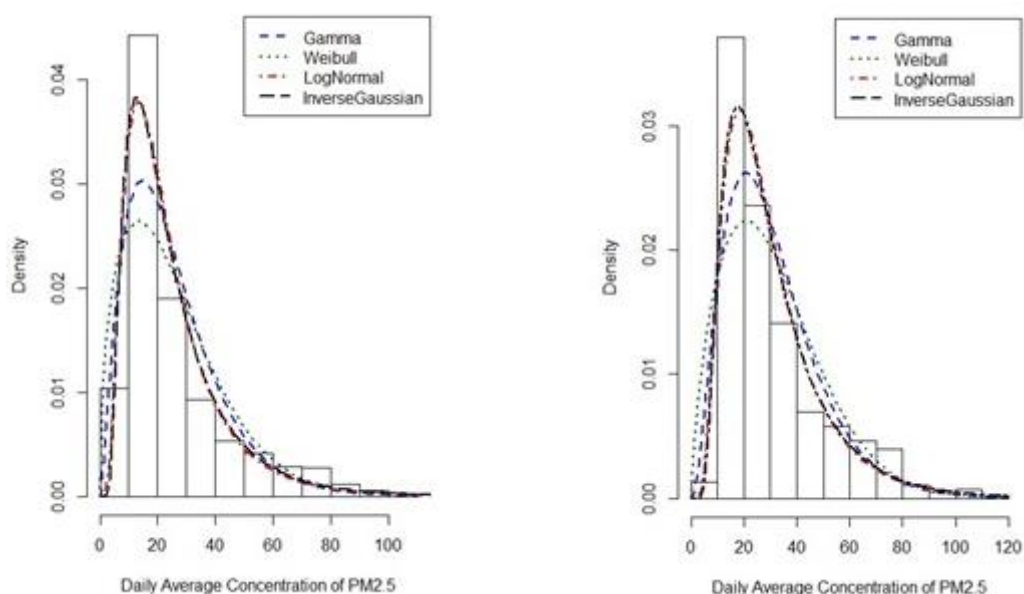 Gamma
Weibull
LogNormal
InverseGaussian
Density
0.00 0.01 0.02 0.03 0.04
0 20 40 60 80 100
Daily Average Concentration of PM2.5
Gamma
Weibull
LogNormal
InverseGaussian
Density
0.00 0.01 0.02 0.03
0 20 40 60 80 100 120
Daily Average Concentration of PM2.5